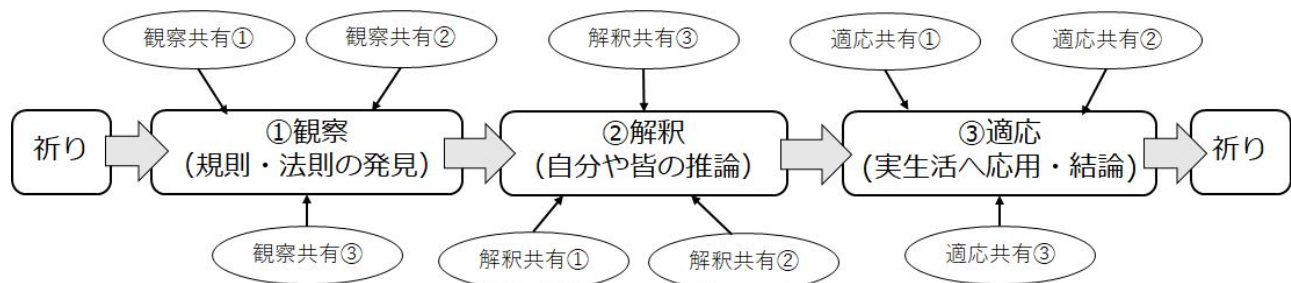 観察共有①
観察共有②
解釈共有③
適応共有①
適応共有②
祈り
①観察
(規則・法則の発見)
②解釈
(自分や皆の推論)
③適応
(実生活へ応用・結論)
祈り
観察共有③
解釈共有①
解釈共有②
適応共有③